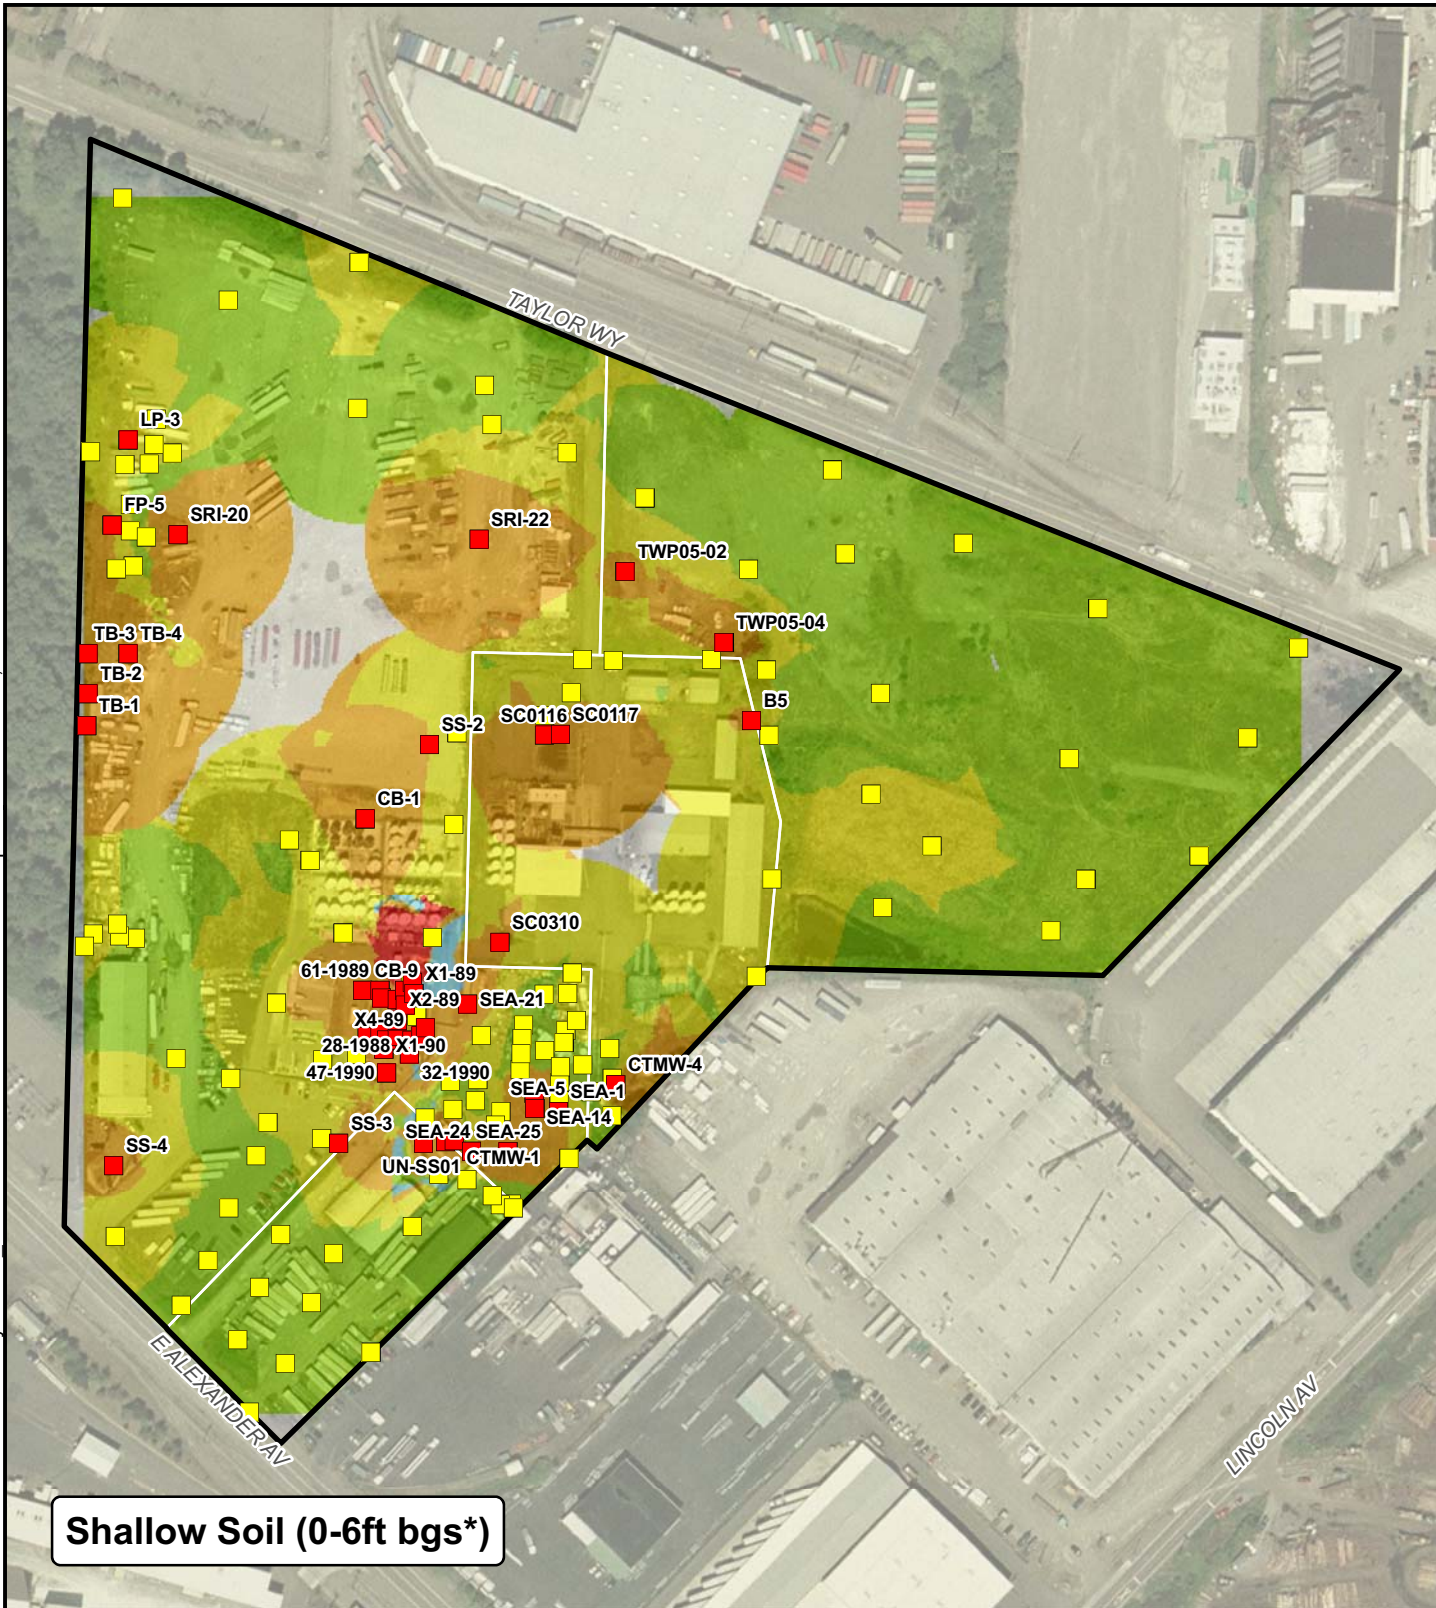 TAYLOR WY
LP-3
FP-5
SRI-20
SRI-22
TWP05-02
TWP05-04
TB-3 TB-4
TB-2
TB-1
B5
SC0116 SC0117
SS-2
CB-1
SC0310
61-1989 CB-9 X1-89
X2-89 SEA-21
X4-89
28-1988 X1-90
47-1990 32-1990
CTMW-4
SEA-5 SEA-1
SEA-14
SS-3
SEA-24 SEA-25
UN-SS01 CTMW-1
SS-4
E ALEXANDER AV
LINCOLN AV
Shallow Soil (0-6ft bgs*)